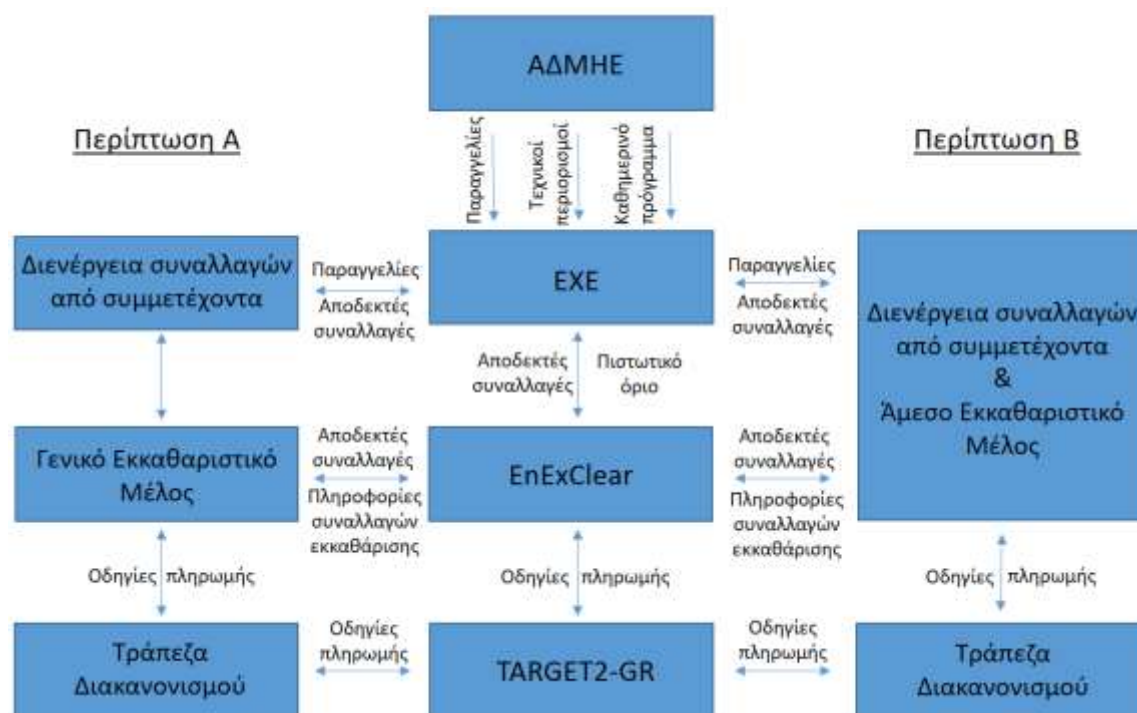 ΑΔΜΗΕ
Περίπτωση Α
Περίπτωση Β
Παραγγελίες
Τεχνικοί
περιορισμοί
Καθημερινό
πρόγραμμα
Διενέργεια συναλλαγών
από συμμετέχοντα
Παραγγελίες
Αποδεκτές
συναλλαγές
ΕΧΕ
Παραγγελίες
Αποδεκτές
συναλλαγές
Διενέργεια συναλλαγών
από συμμετέχοντα
&
Άμεσο Εκκαθαριστικό
Μέλος
Αποδεκτές
συναλλαγές
Πιστωτικό
όριο
Γενικό Εκκαθαριστικό
Μέλος
Αποδεκτές
συναλλαγές
Πληροφορίες
συναλλαγών
εκκαθάρισης
EnExClear
Αποδεκτές
συναλλαγές
Πληροφορίες
συναλλαγών
εκκαθάρισης
Οδηγίες πληρωμής
Οδηγίες πληρωμής
Οδηγίες πληρωμής
Τράπεζα
Διακανονισμού
Οδηγίες
πληρωμής
TARGET2-GR
Οδηγίες
πληρωμής
Τράπεζα
Διακανονισμού